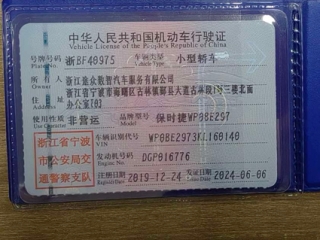 中华人民共和国机动车行驶证
Vehicle License of the People's Republic of China
号牌号码 浙BF40975 车辆类型 小型轿车
Plate No. Vehicle Type
所有人 浙江意众数智汽车服务有限公司
Owner
住址 浙江省宁波市海曙区古林镇
Address 办公室
使用性质 非营运 品牌型号 保时捷WP0BE297
Use Character Model
浙江省宁波
市公安局交
通警察支队
车辆识别代号
VIN
发动机号码 DGP016776
Engine No.
注册日期 2019-12-24 发证日期 2024-06-06
Register Date Issue Date